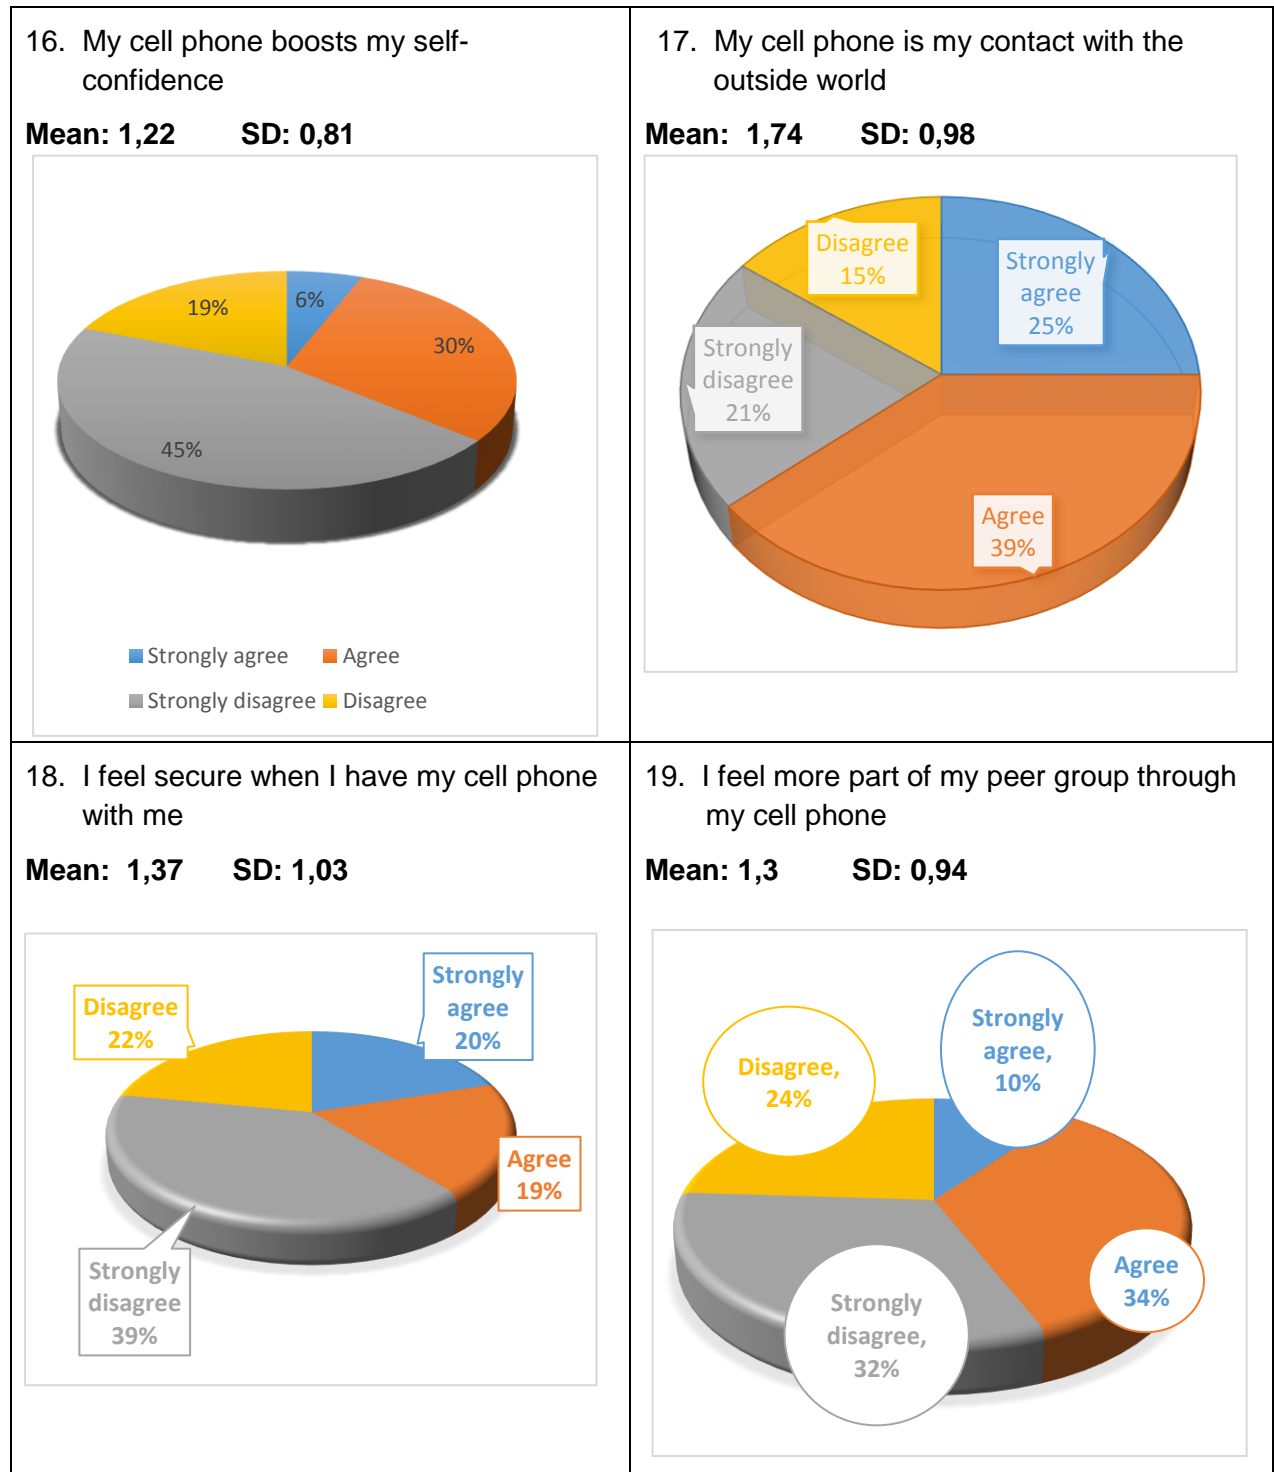 16. My cell phone boosts my self-
confidence
Mean: 1,22 SD: 0,81
19%
6%
30%
45%
Strongly agree Agree
Strongly disagree Disagree
17. My cell phone is my contact with the
outside world
Mean: 1,74 SD: 0,98
Disagree
15%
Strongly
agree
25%
Strongly
disagree
21%
Agree
39%
18. I feel secure when I have my cell phone
with me
Mean: 1,37 SD: 1,03
Disagree
22%
Strongly
agree
20%
Agree
19%
Strongly
disagree
39%
19. I feel more part of my peer group through
my cell phone
Mean: 1,3 SD: 0,94
Strongly
agree,
10%
Disagree,
24%
Agree
34%
Strongly
disagree,
32%